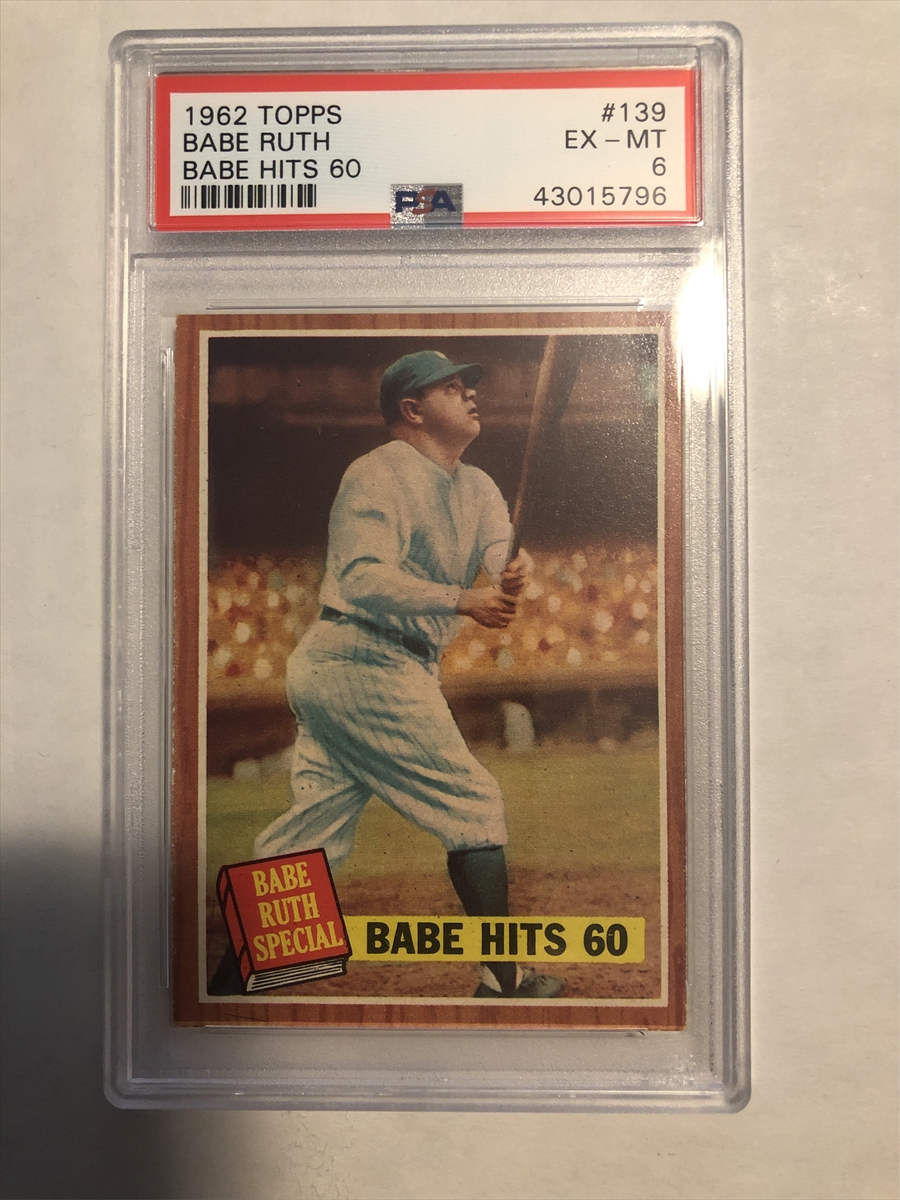 1962 TOPPS #139
BABE RUTH EX - MT
BABE HITS 60 6
PSA 43015796
BABE
RUTH
SPECIAL
BABE HITS 60